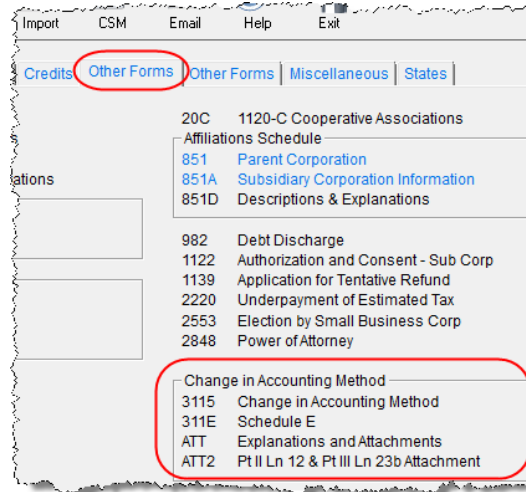 Import CSM Email Help Exit
Credits Other Forms Other Forms Miscellaneous States
20C 1120-C Cooperative Associations
Affiliations Schedule
851 Parent Corporation
851A Subsidiary Corporation Information
ations
851D Descriptions & Explanations
982 Debt Discharge
1122 Authorization and Consent - Sub Corp
1139 Application for Tentative Refund
2220 Underpayment of Estimated Tax
2553 Election by Small Business Corp
2848 Power of Attorney
Change in Accounting Method
3115 Change in Accounting Method
311E Schedule E
ATT Explanations and Attachments
ATT2 Pt II Ln 12 & Pt III Ln 23b Attachment